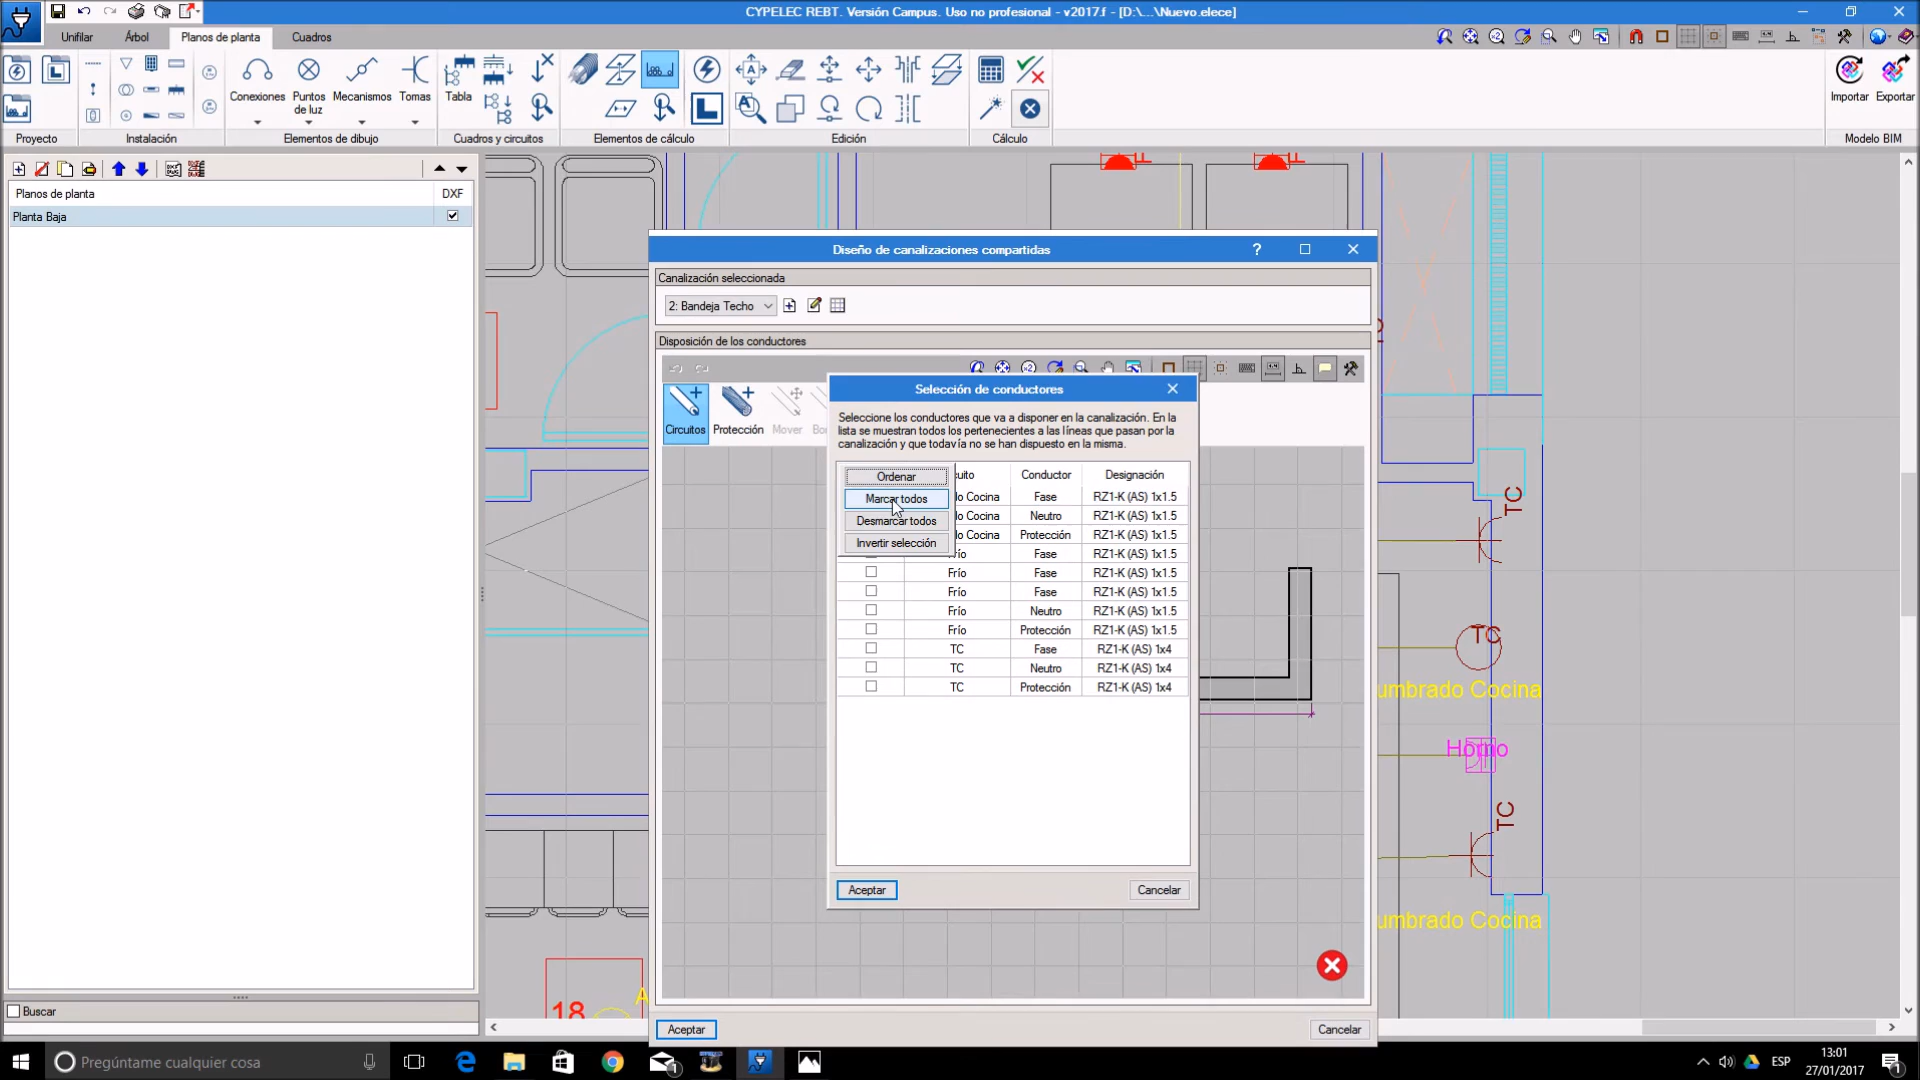 CYPELEC REBT. Versión Campus. Uso no profesional - v2017.f - [D:\...\Nuevo.elece]
Unifilar
Árbol
Planos de planta
Cuadros
Conexiones
Puntos de luz
Mecanismos
Tomas
Tabla
Importar
Exportar
Proyecto
Instalación
Elementos de dibujo
Cuadros y circuitos
Elementos de cálculo
Edición
Cálculo
Modelo BIM
Planos de planta
DXF
Planta Baja
Diseño de canalizaciones compartidas
Canalización seleccionada
2: Bandeja Techo
Disposición de los conductores
Circuitos
Protección
Mover
Selección de conductores
Seleccione los conductores que va a disponer en la canalización. En la
lista se muestran todos los pertenecientes a las líneas que pasan por la
canalización y que todavía no se han dispuesto en la misma.
Ordenar
Marcar todos
Desmarcar todos
Invertir selección
uito Conductor Designación
lo Cocina Fase RZ1-K (AS) 1x1.5
lo Cocina Neutro RZ1-K (AS) 1x1.5
lo Cocina Protección RZ1-K (AS) 1x1.5
Frío Fase RZ1-K (AS) 1x1.5
Frío Fase RZ1-K (AS) 1x1.5
Frío Fase RZ1-K (AS) 1x1.5
Frío Neutro RZ1-K (AS) 1x1.5
Frío Protección RZ1-K (AS) 1x1.5
TC Fase RZ1-K (AS) 1x4
TC Neutro RZ1-K (AS) 1x4
TC Protección RZ1-K (AS) 1x4
Aceptar
Cancelar
TC
TC
umbrado Cocina
Horno
TC
umbrado Cocina
18
Aceptar
Cancelar
Buscar
Pregúntame cualquier cosa
ESP
13:01
27/01/2017